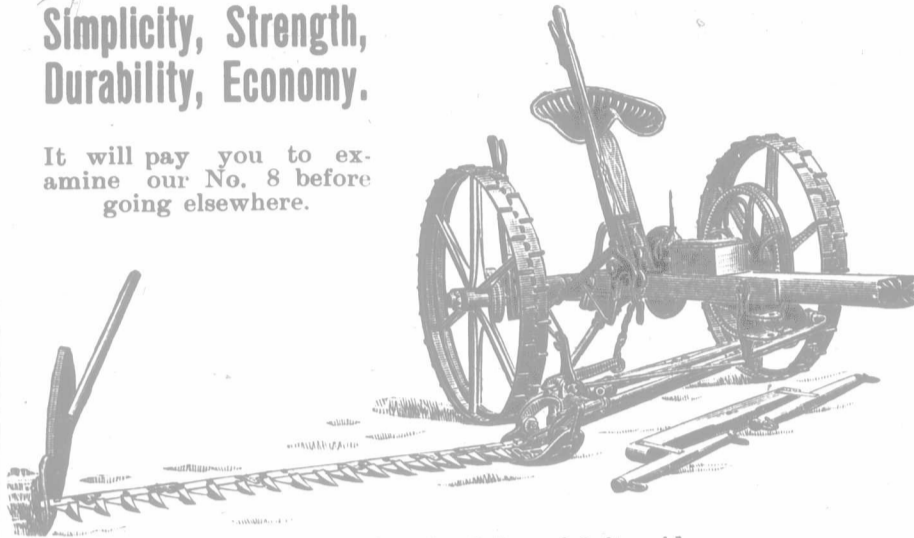 Simplicity, Strength,
Durability, Economy.
It will pay you to ex-
amine our No. 8 before
going elsewhere.